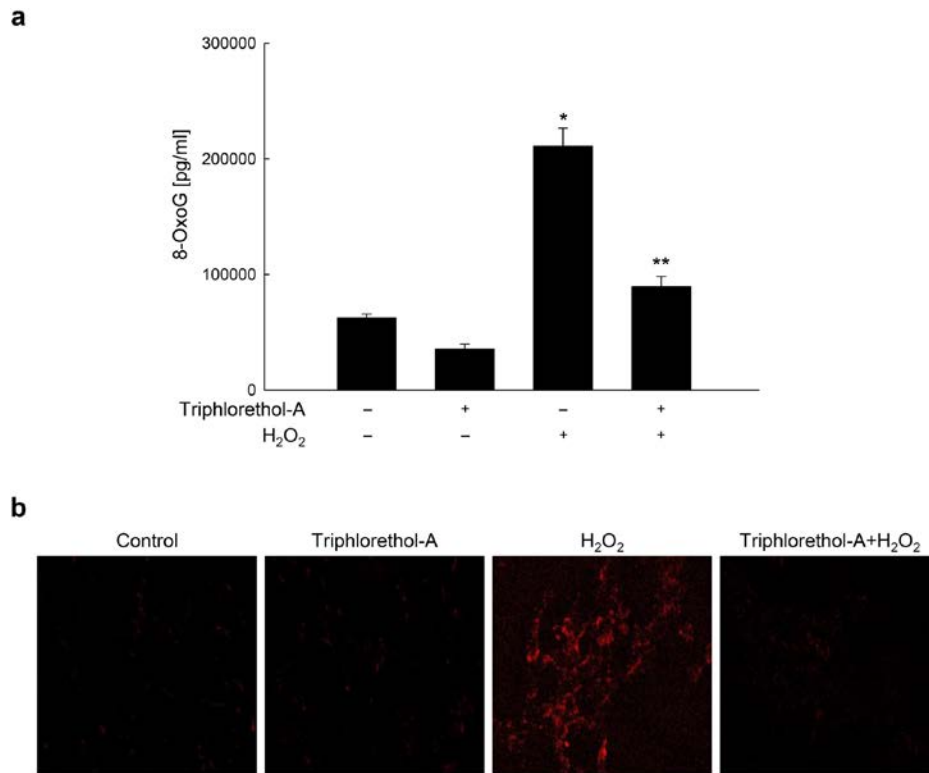 a
300000
200000
100000
0
8-OxoG [pg/ml]
*
**
Triphlorethol-A – + – +
H₂O₂ – – + +
b
Control Triphlorethol-A H₂O₂ Triphlorethol-A+H₂O₂